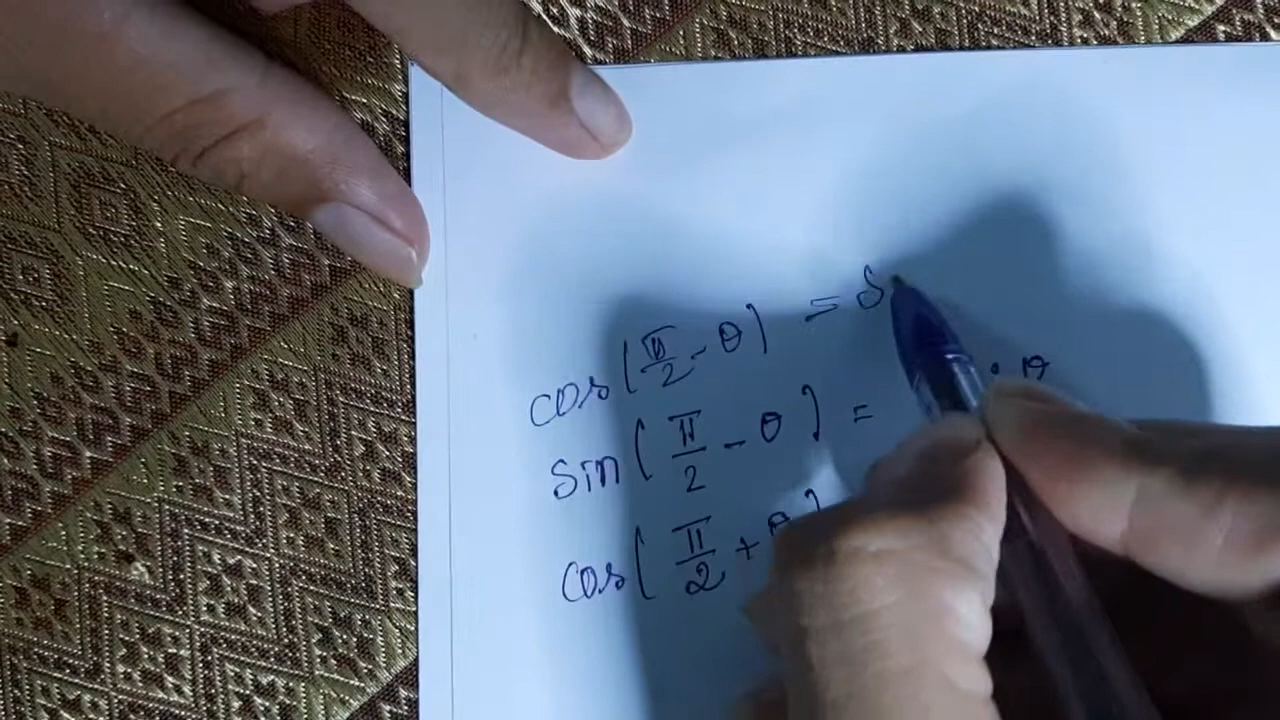 cos(π/2 - θ) = s
sin(π/2 - θ) =
cos(π/2 + θ)